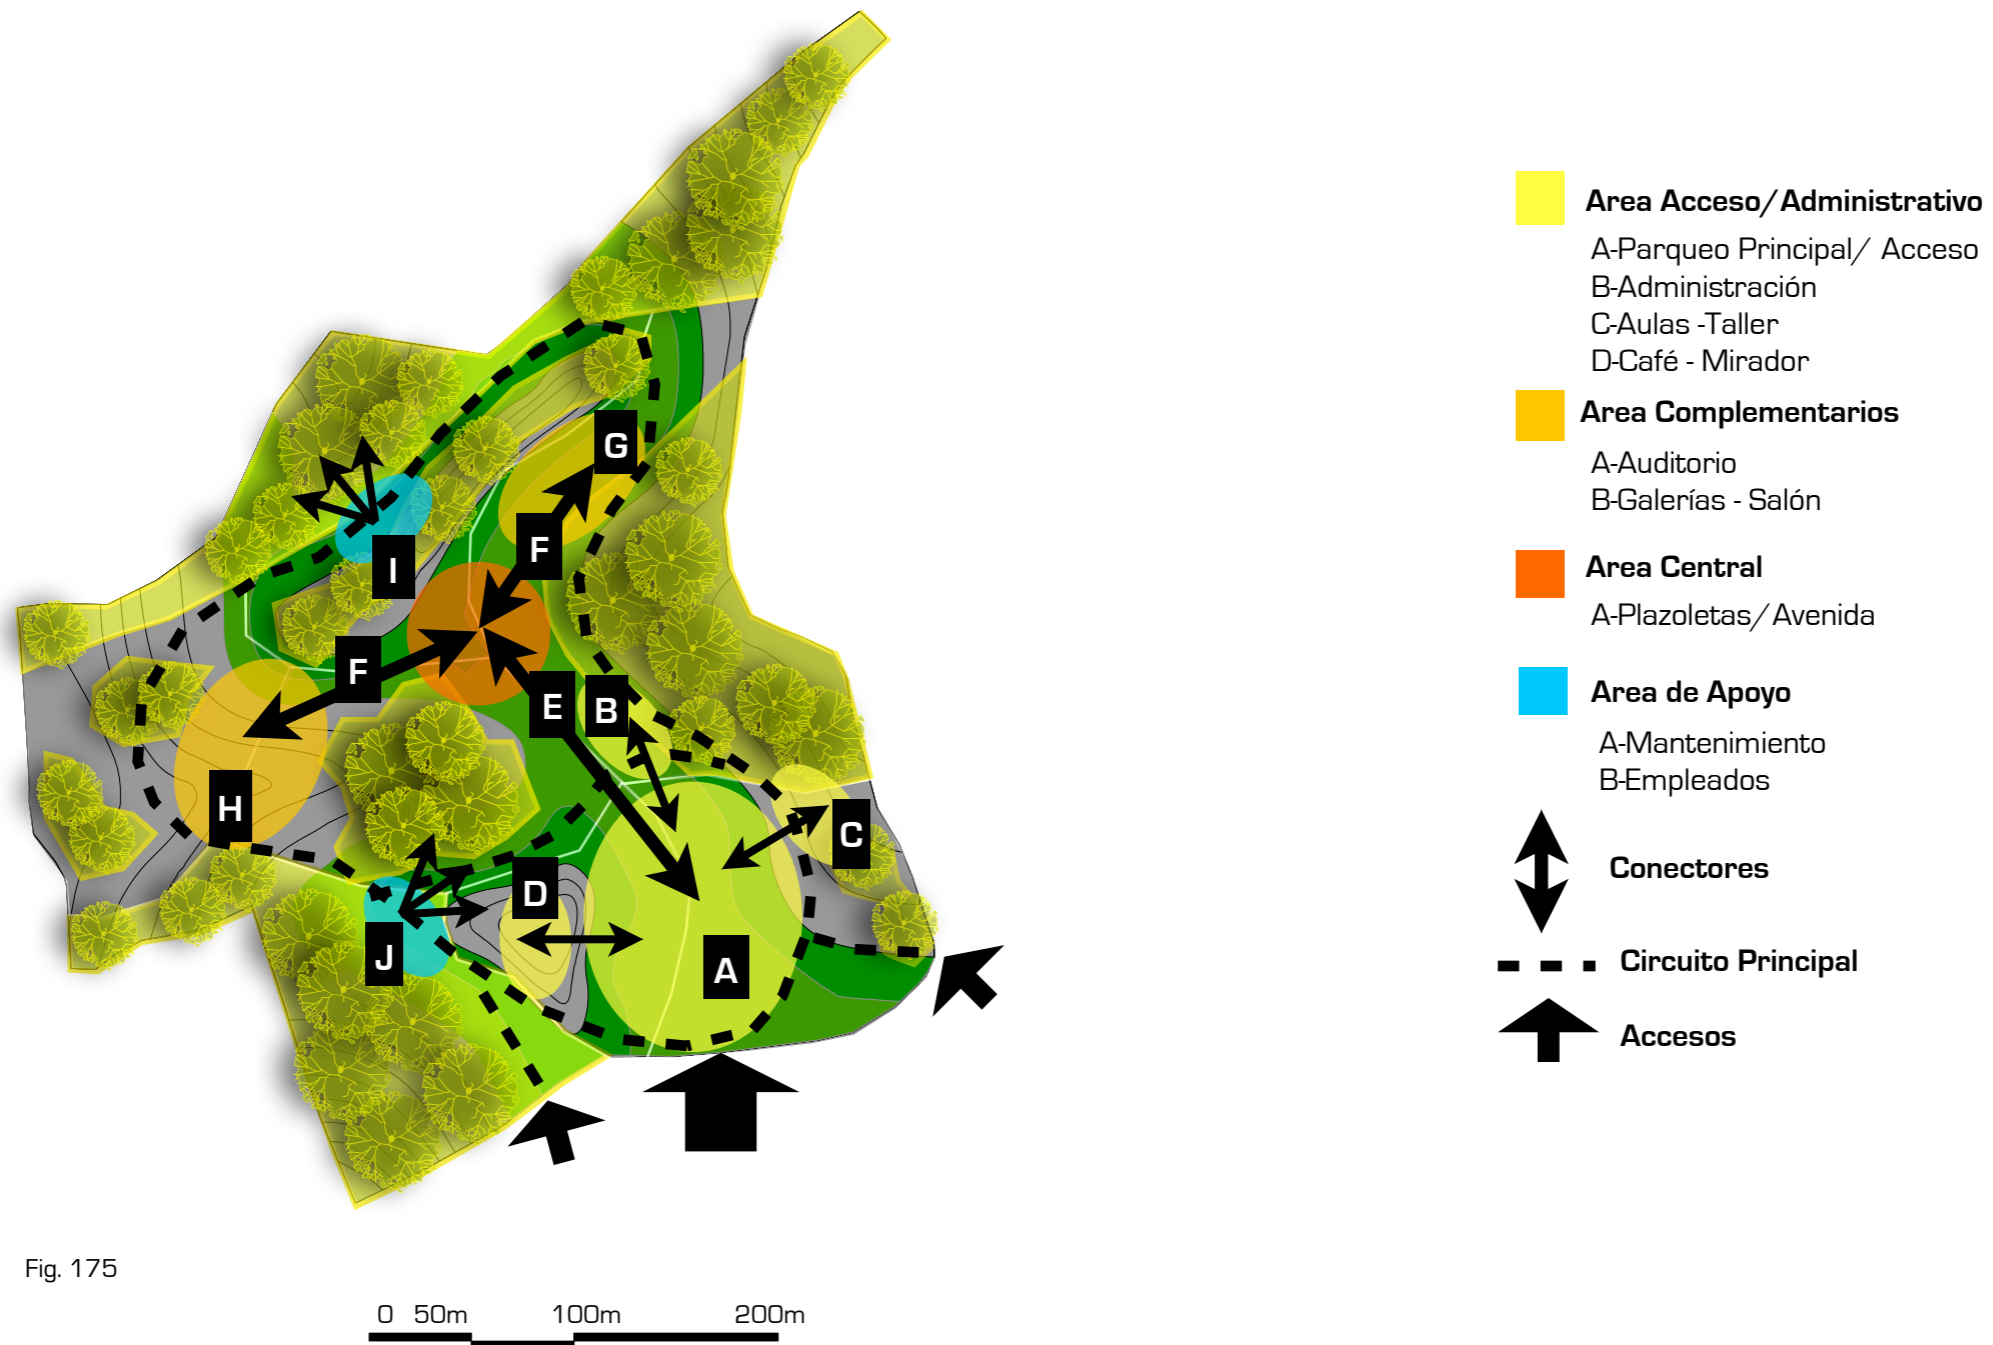 G
F
I
F
E
B
H
C
D
J
A
Area Acceso/Administrativo
A-Parqueo Principal/ Acceso
B-Administración
C-Aulas -Taller
D-Café - Mirador
Area Complementarios
A-Auditorio
B-Galerías - Salón
Area Central
A-Plazoletas/Avenida
Area de Apoyo
A-Mantenimiento
B-Empleados
Conectores
Circuito Principal
Accesos
Fig. 175
0 50m 100m 200m